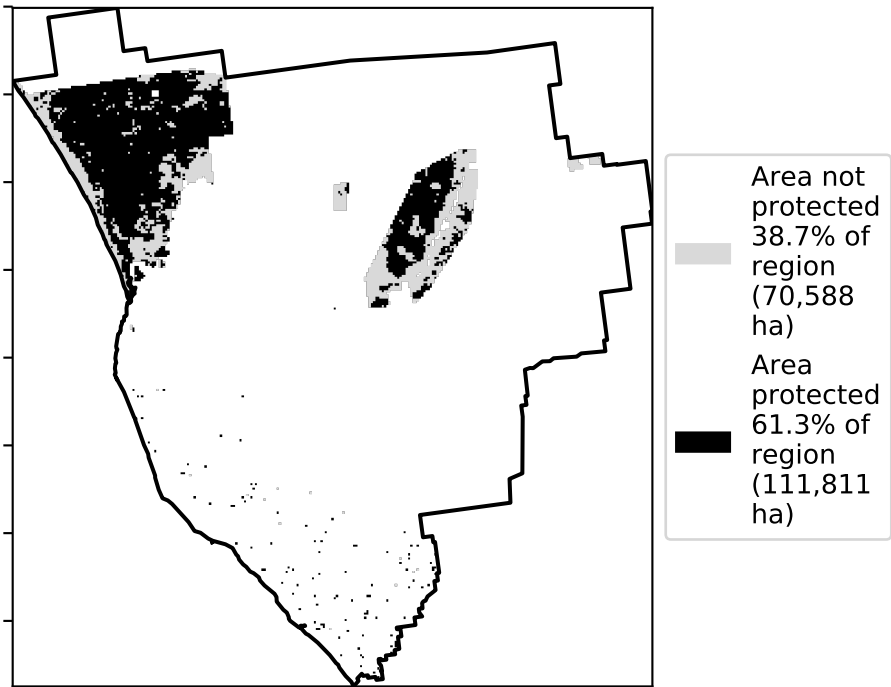 Area not
protected
38.7% of
region
(70,588
ha)
Area
protected
61.3% of
region
(111,811
ha)